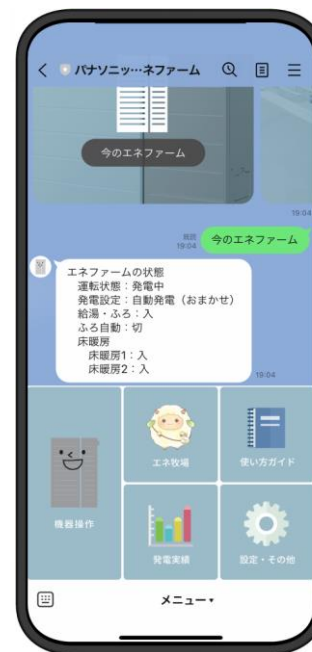 パナソニッ…ネファーム
今のエネファーム
19:04
既読
19:04
今のエネファーム
エネファームの状態
運転状態：発電中
発電設定：自動発電（おまかせ）
給湯・ふろ：入
ふろ自動：切
床暖房
床暖房1：入
床暖房2：入
19:04
機器操作
エネ牧場
使い方ガイド
発電実績
設定・その他
メニュー▾